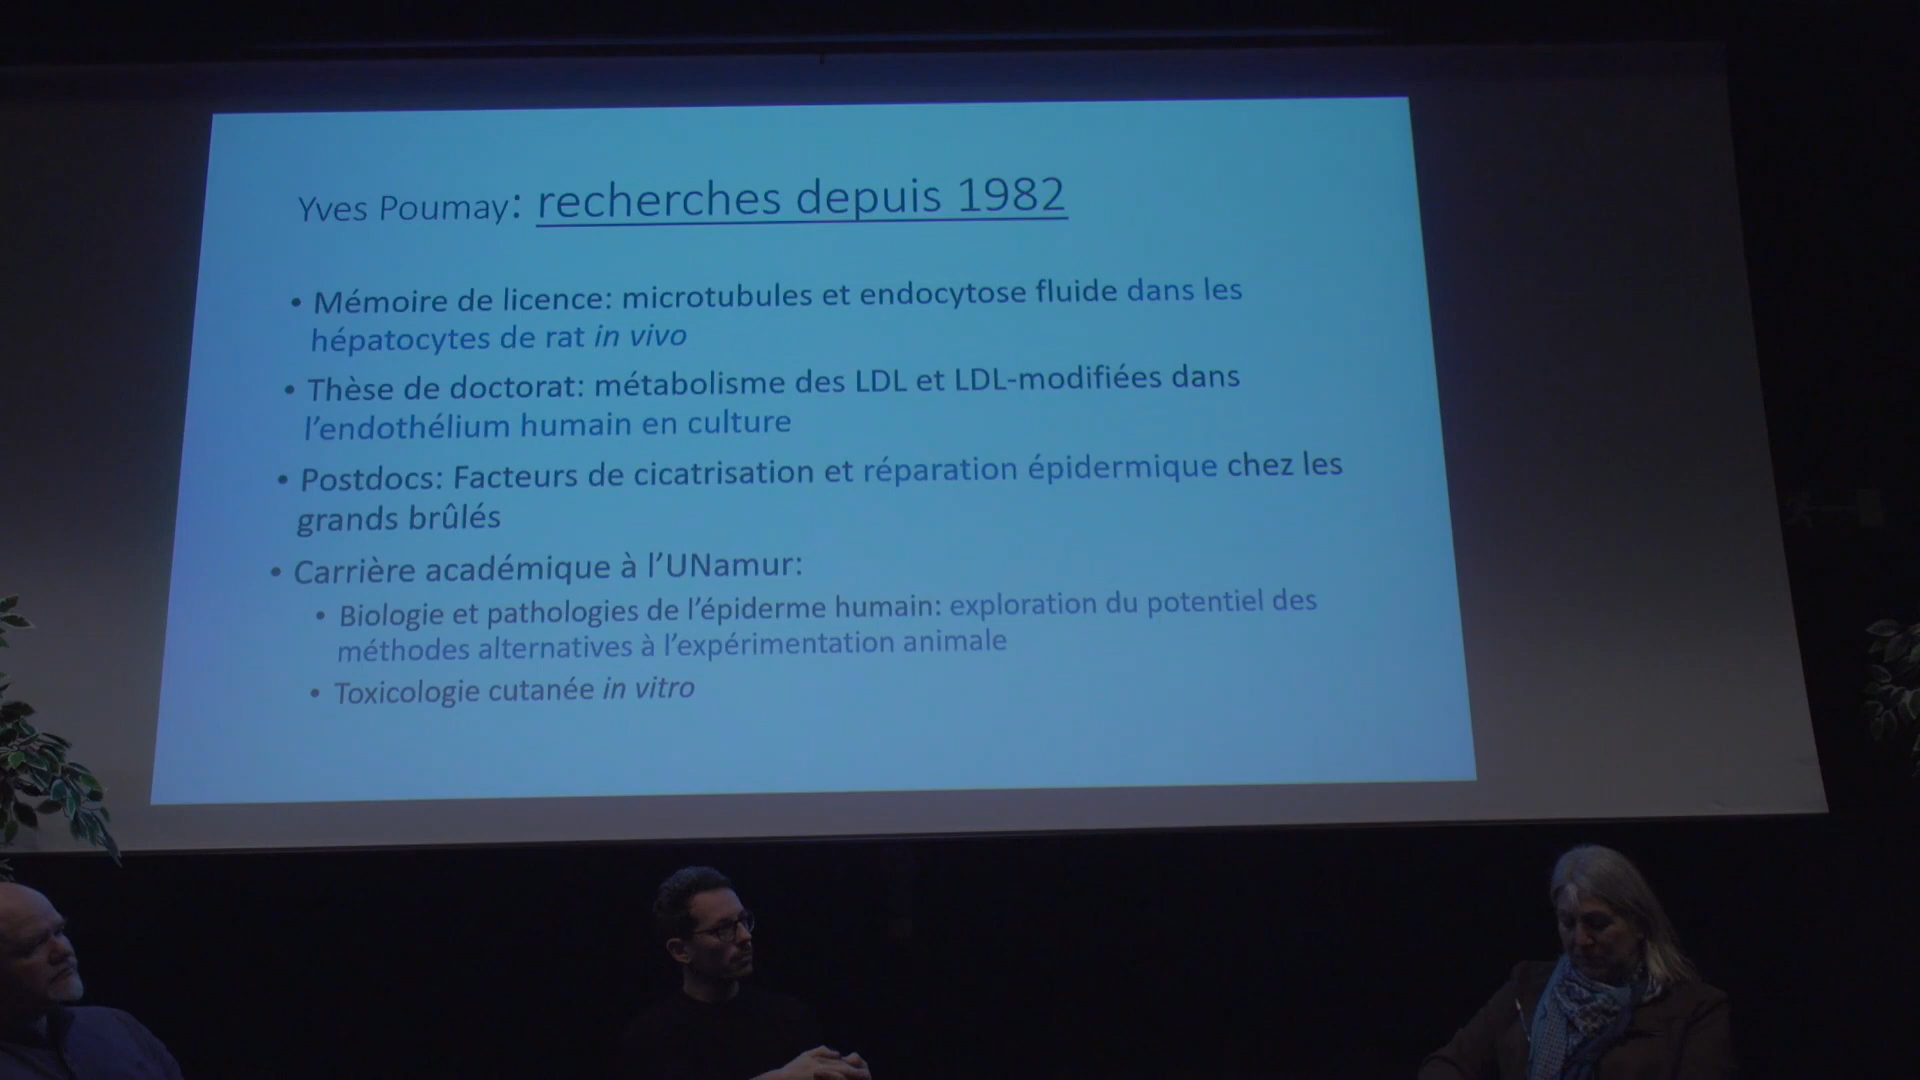 Yves Poumay: recherches depuis 1982
• Mémoire de licence: microtubules et endocytose fluide dans les
hépatocytes de rat in vivo
• Thèse de doctorat: métabolisme des LDL et LDL-modifiées dans
l’endothélium humain en culture
• Postdocs: Facteurs de cicatrisation et réparation épidermique chez les
grands brûlés
• Carrière académique à l’UNamur:
• Biologie et pathologies de l’épiderme humain: exploration du potentiel des
méthodes alternatives à l’expérimentation animale
• Toxicologie cutanée in vitro